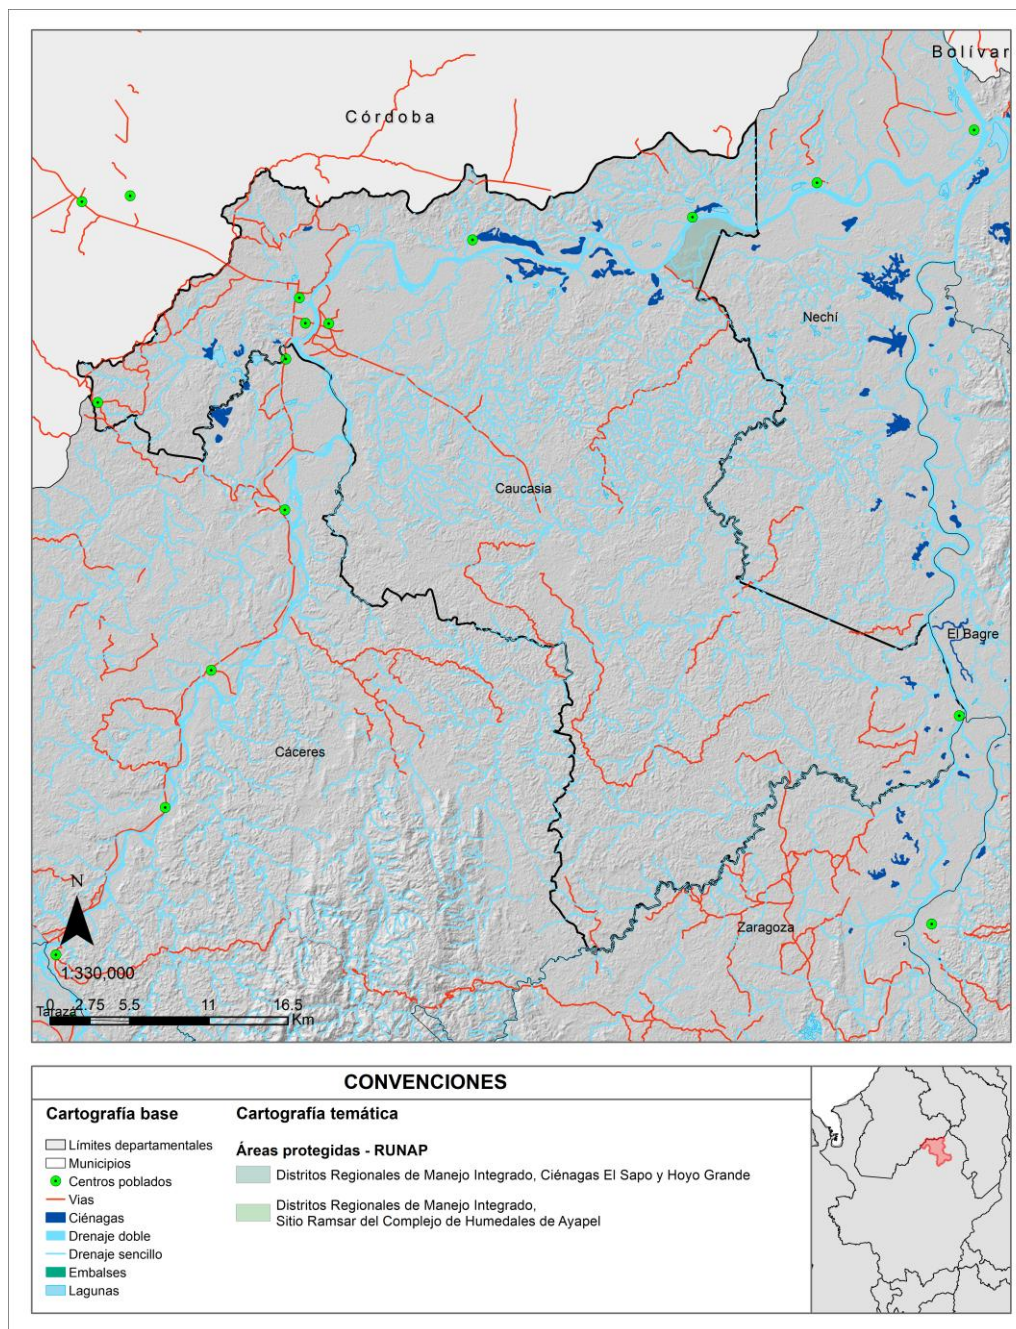 Bolívar
Córdoba
Nechí
Caucasia
El Bagre
Cáceres
Zaragoza
N
1:330,000
Tarazá
0 2.75 5.5 11 16.5
Km
CONVENCIONES
Cartografía base
Límites departamentales
Municipios
Centros poblados
Vias
Ciénagas
Drenaje doble
Drenaje sencillo
Embalses
Lagunas
Cartografía temática
Áreas protegidas - RUNAP
Distritos Regionales de Manejo Integrado, Ciénagas El Sapo y Hoyo Grande
Distritos Regionales de Manejo Integrado,
Sitio Ramsar del Complejo de Humedales de Ayapel